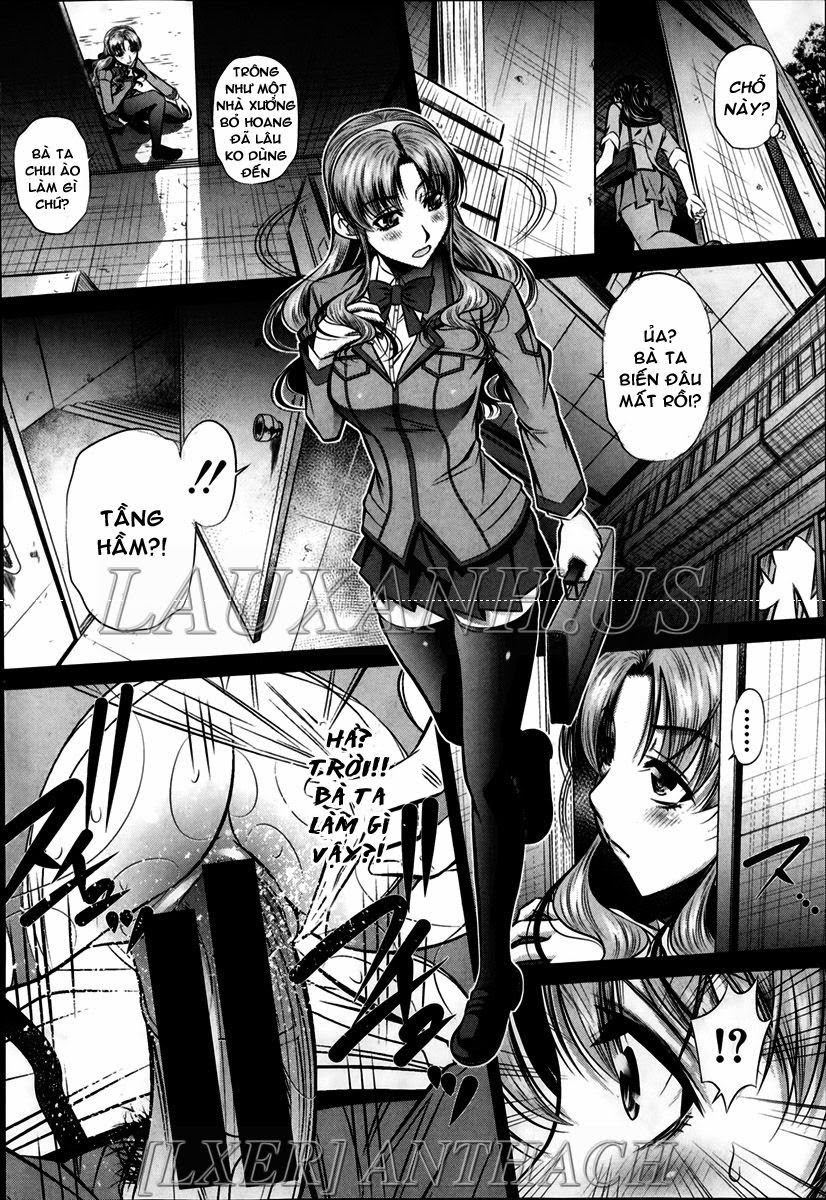 CHỖ
NÀY?
TRÔNG
NHƯ MỘT
NHÀ XƯỞNG
BỎ HOANG
ĐÃ LÂU
KO DÙNG
ĐẾN
BÀ TA
CHUI ÀO
LÀM GÌ
CHỨ?
ỦA?
BÀ TA
BIẾN ĐÂU
MẤT RỒI?
!!
TẦNG
HẦM?!
LAUXANH.US
HẢ?
TRỜI!!!
BÀ TA
LÀM GÌ
VẬY?!
!?
[LXER] ANTHACH